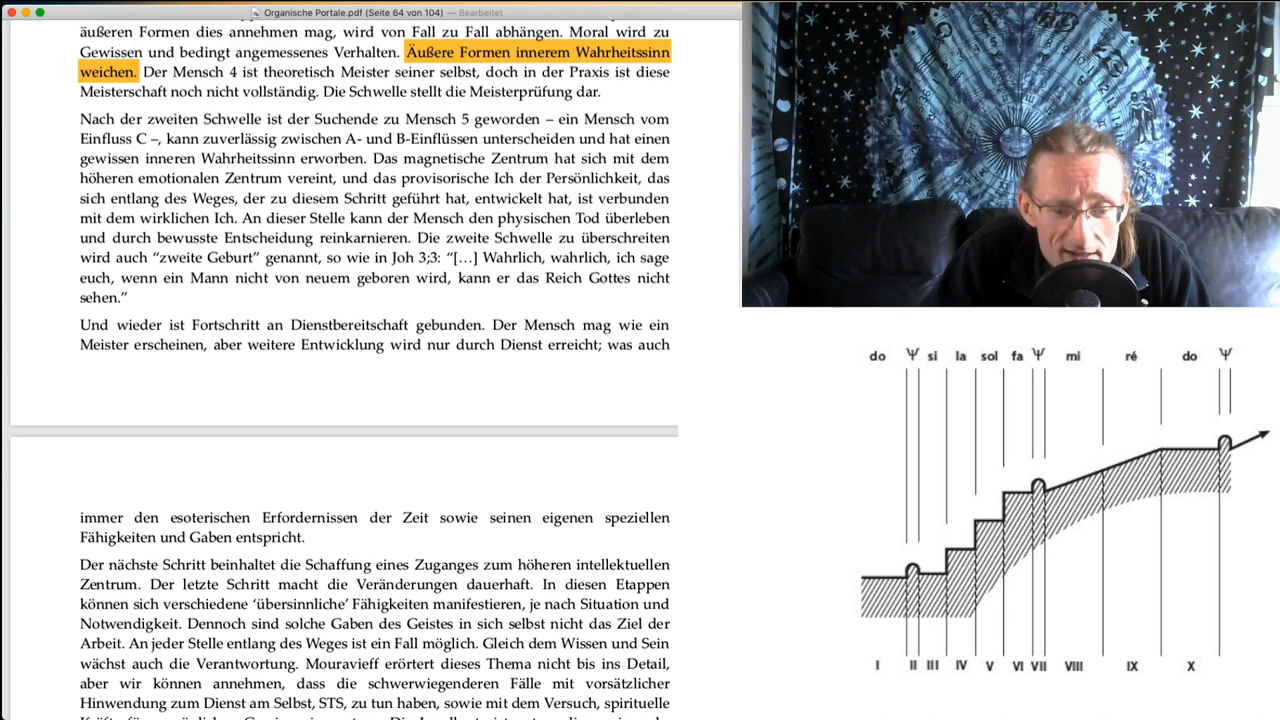 Organische Portale.pdf (Seite 64 von 104) — Bearbeitet
äußeren Formen dies annehmen mag, wird von Fall zu Fall abhängen. Moral wird zu
Gewissen und bedingt angemessenes Verhalten. Äußere Formen innerem Wahrheitssinn
weichen. Der Mensch 4 ist theoretisch Meister seiner selbst, doch in der Praxis ist diese
Meisterschaft noch nicht vollständig. Die Schwelle stellt die Meisterprüfung dar.
Nach der zweiten Schwelle ist der Suchende zu Mensch 5 geworden – ein Mensch vom
Einfluss C –, kann zuverlässig zwischen A- und B-Einflüssen unterscheiden und hat einen
gewissen inneren Wahrheitssinn erworben. Das magnetische Zentrum hat sich mit dem
höheren emotionalen Zentrum vereint, und das provisorische Ich der Persönlichkeit, das
sich entlang des Weges, der zu diesem Schritt geführt hat, entwickelt hat, ist verbunden
mit dem wirklichen Ich. An dieser Stelle kann der Mensch den physischen Tod überleben
und durch bewusste Entscheidung reinkarnieren. Die zweite Schwelle zu überschreiten
wird auch “zweite Geburt” genannt, so wie in Joh 3;3: “[…] Wahrlich, wahrlich, ich sage
euch, wenn ein Mann nicht von neuem geboren wird, kann er das Reich Gottes nicht
sehen.”
Und wieder ist Fortschritt an Dienstbereitschaft gebunden. Der Mensch mag wie ein
Meister erscheinen, aber weitere Entwicklung wird nur durch Dienst erreicht; was auch
immer den esoterischen Erfordernissen der Zeit sowie seinen eigenen speziellen
Fähigkeiten und Gaben entspricht.
Der nächste Schritt beinhaltet die Schaffung eines Zuganges zum höheren intellektuellen
Zentrum. Der letzte Schritt macht die Veränderungen dauerhaft. In diesen Etappen
können sich verschiedene ‘übersinnliche’ Fähigkeiten manifestieren, je nach Situation und
Notwendigkeit. Dennoch sind solche Gaben des Geistes in sich selbst nicht das Ziel der
Arbeit. An jeder Stelle entlang des Weges ist ein Fall möglich. Gleich dem Wissen und Sein
wächst auch die Verantwortung. Mouravieff erörtert dieses Thema nicht bis ins Detail,
aber wir können annehmen, dass die schwerwiegenderen Fälle mit vorsätzlicher
Hinwendung zum Dienst am Selbst, STS, zu tun haben, sowie mit dem Versuch, spirituelle
do Ψ si la sol fa Ψ mi ré do Ψ
I II III IV V VI VII VIII IX X